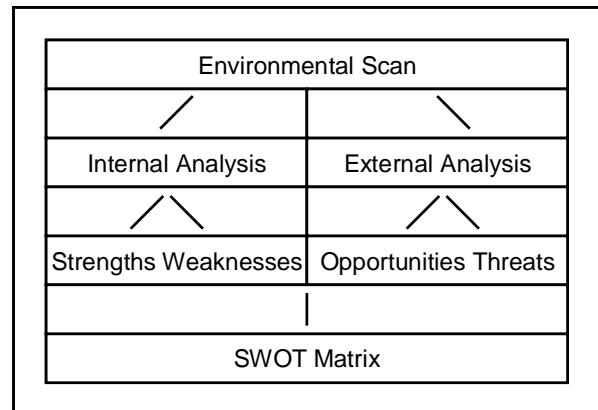 Environmental Scan
Internal Analysis External Analysis
Strengths Weaknesses Opportunities Threats
SWOT Matrix